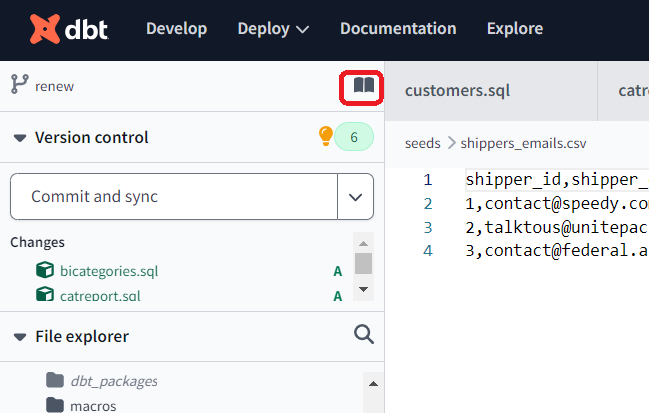 dbt
Develop Deploy Documentation Explore
renew
customers.sql
Version control
6
seeds > shippers_emails.csv
Commit and sync
1 shipper_id,shipper_
2 1,contact@speedy.com
3 2,talktous@unitepac
4 3,contact@federal.a
Changes
bicategories.sql A
catreport.sql A
File explorer
dbt_packages
macros